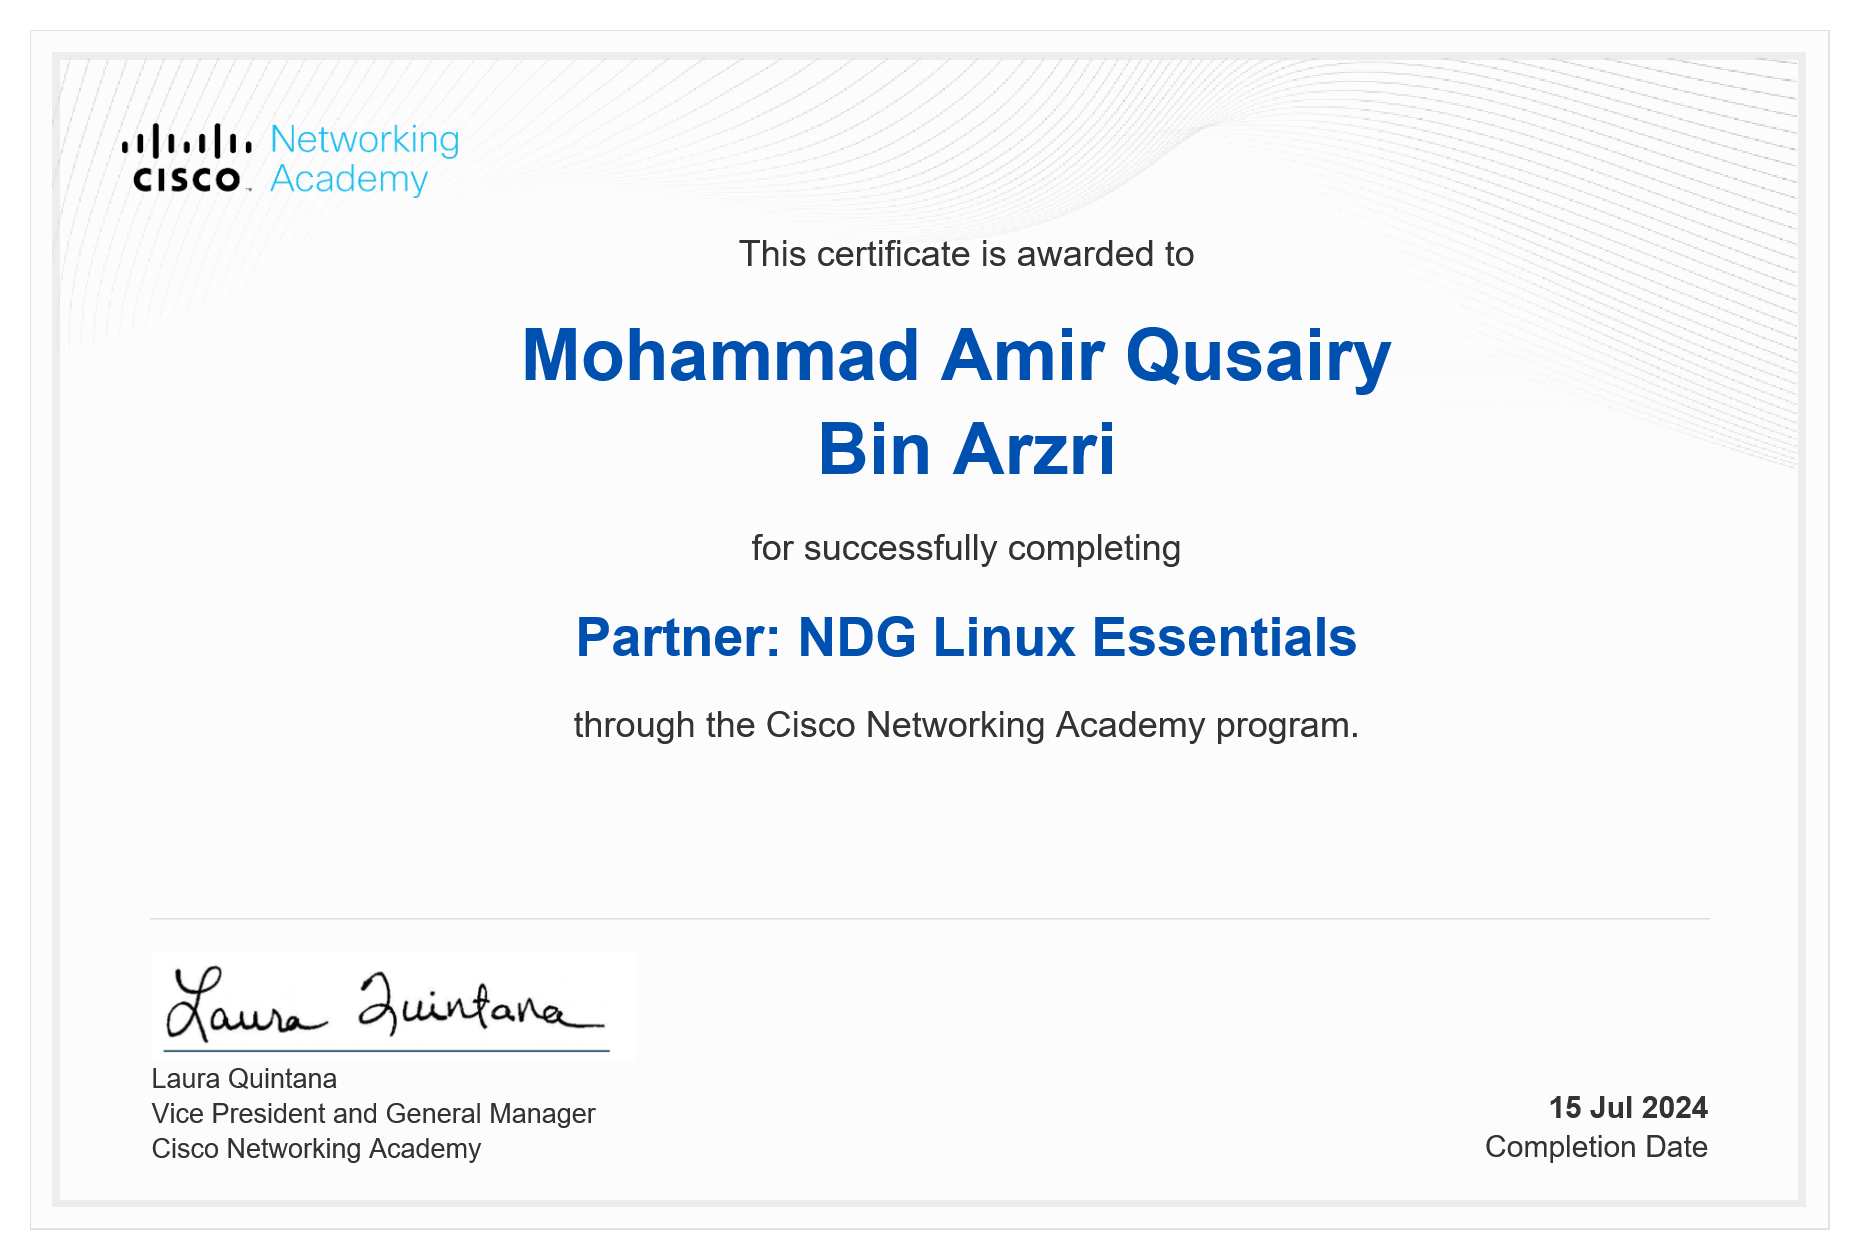 CISCO Networking
Academy
This certificate is awarded to
Mohammad Amir Qusairy
Bin Arzri
for successfully completing
Partner: NDG Linux Essentials
through the Cisco Networking Academy program.
Laura Quintana
Laura Quintana
Vice President and General Manager
Cisco Networking Academy
15 Jul 2024
Completion Date